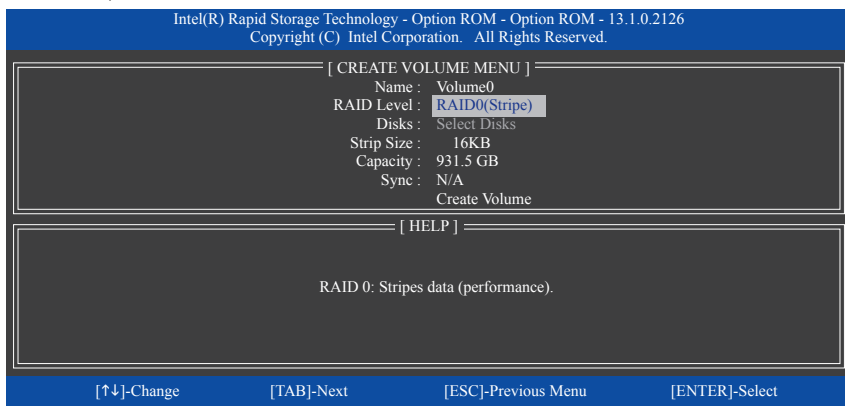 Intel(R) Rapid Storage Technology - Option ROM - Option ROM - 13.1.0.2126
Copyright (C) Intel Corporation. All Rights Reserved.
[ CREATE VOLUME MENU ]
Name : Volume0
RAID Level : RAID0(Stripe)
Disks : Select Disks
Strip Size : 16KB
Capacity : 931.5 GB
Sync : N/A
Create Volume
[ HELP ]
RAID 0: Stripes data (performance).
[↑↓]-Change [TAB]-Next [ESC]-Previous Menu [ENTER]-Select